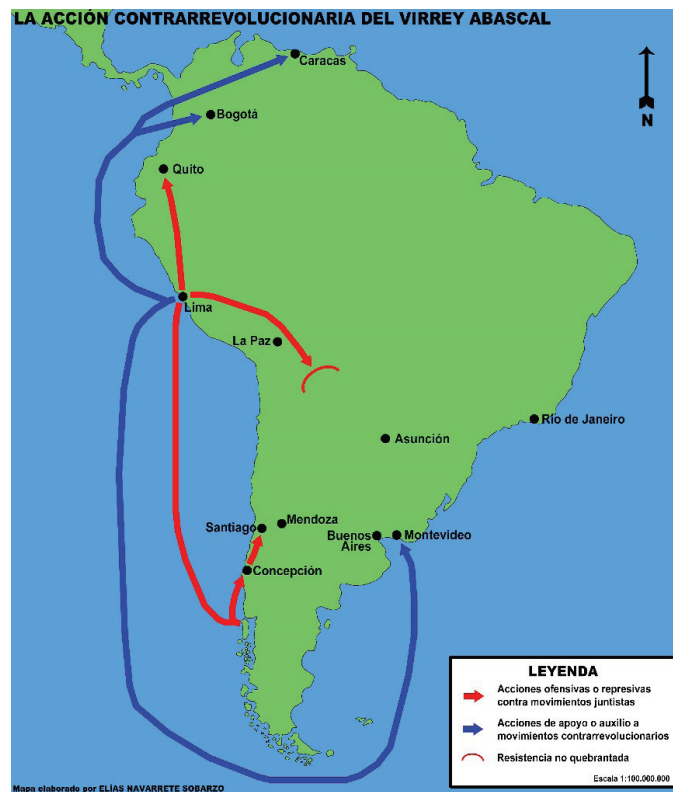 LA ACCIÓN CONTRARREVOLUCIONARIA DEL VIRREY ABASCAL
Caracas
Bogotá
N
Quito
Lima
La Paz
Río de Janeiro
Asunción
Santiago
Mendoza
Buenos
Aires
Montevideo
Concepción
LEYENDA
Acciones ofensivas o represivas
contra movimientos juntistas
Acciones de apoyo o auxilio a
movimientos contrarrevolucionarios
Resistencia no quebrantada
Escala 1:100.000.000
Mapa elaborado por ELÍAS NAVARRETE SOBARZO